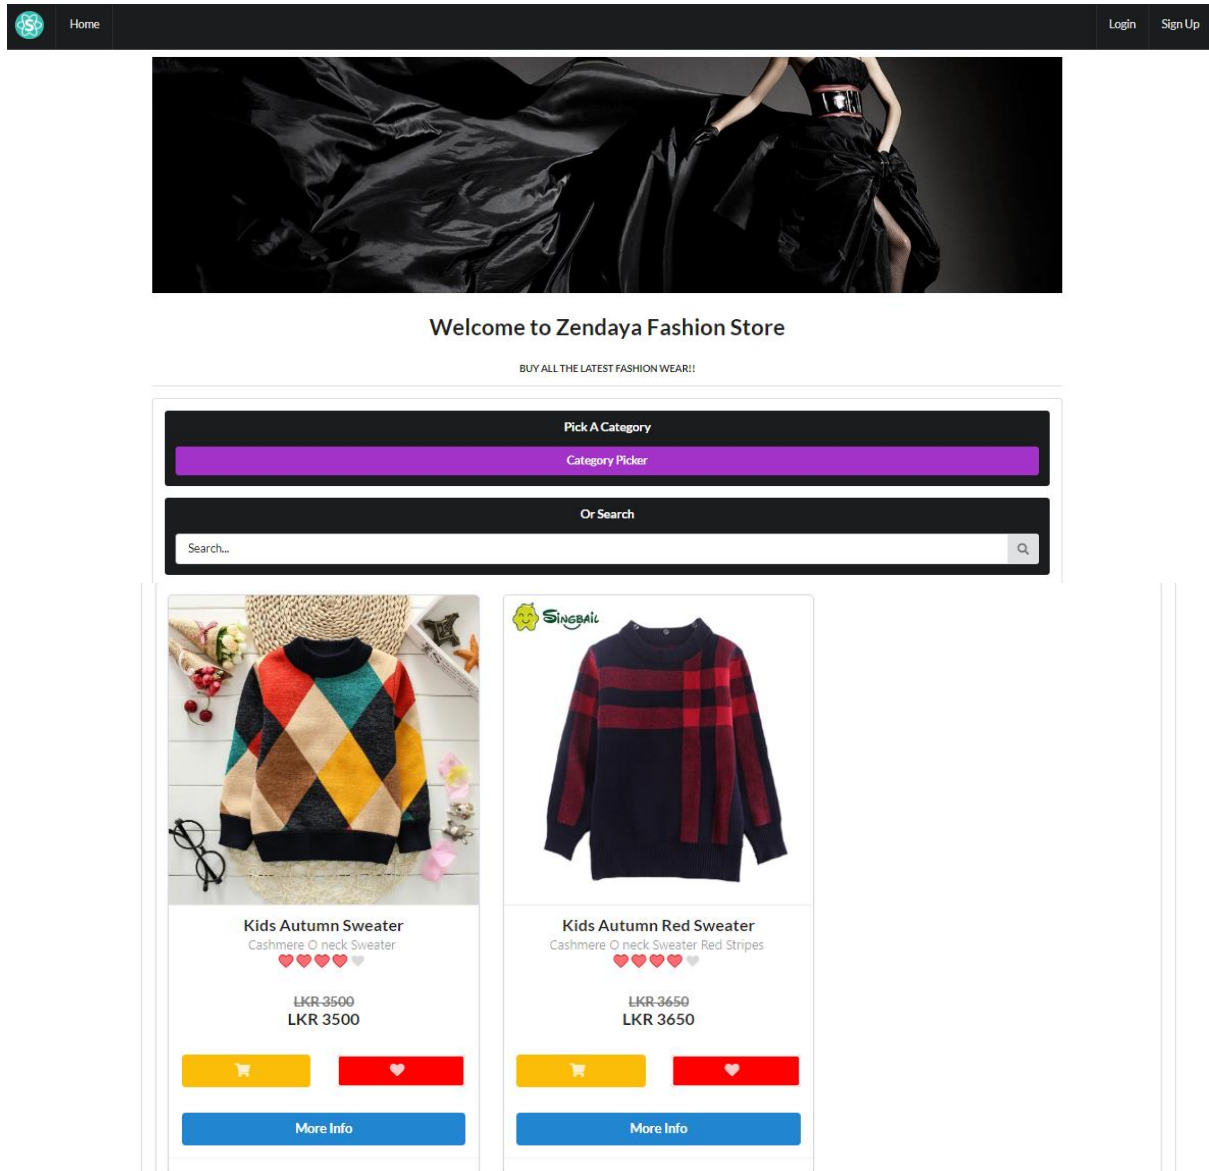 S
Home
Login
Sign Up
Welcome to Zendaya Fashion Store
BUY ALL THE LATEST FASHION WEAR!!
Pick A Category
Category Picker
Or Search
Search...
SINGBAIL
Kids Autumn Sweater
Cashmere O neck Sweater
LKR 3500
LKR 3500
More Info
Kids Autumn Red Sweater
Cashmere O neck Sweater Red Stripes
LKR 3650
LKR 3650
More Info